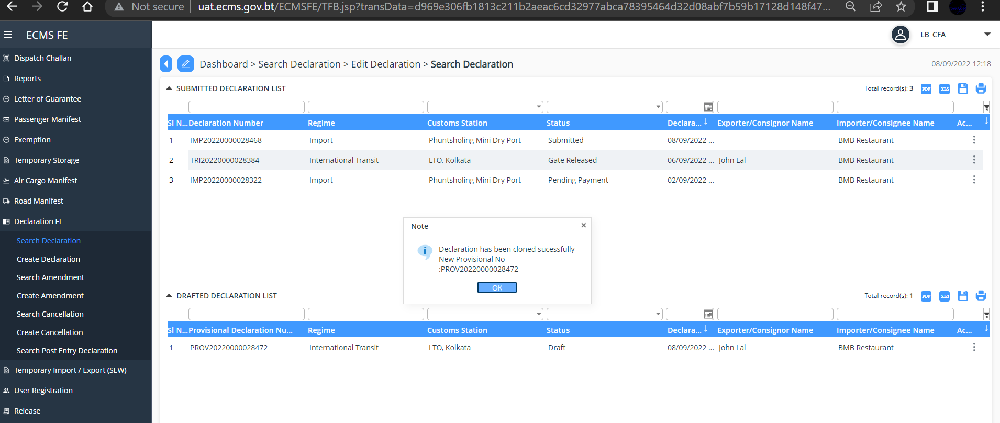 Not secure | uat.ecms.gov.bt/ECMSFE/TFB.jsp?transData=d969e306fb1813c211b2aeac6cd32977abca78395464d32d08abf7b59b17128d148f47...
ECMS FE
LB_CFA
Dispatch Challan
Reports
Letter of Guarantee
Passenger Manifest
Exemption
Temporary Storage
Air Cargo Manifest
Road Manifest
Declaration FE
Search Declaration
Create Declaration
Search Amendment
Create Amendment
Search Cancellation
Create Cancellation
Search Post Entry Declaration
Temporary Import / Export (SEW)
User Registration
Release
Dashboard > Search Declaration > Edit Declaration > Search Declaration
08/09/2022 12:18
SUBMITTED DECLARATION LIST
Total record(s): 3 PDF XLS
Sl N... Declaration Number Regime Customs Station Status Declara... Exporter/Consignor Name Importer/Consignee Name Ac...
1 IMP20220000028468 Import Phuntsholing Mini Dry Port Submitted 08/09/2022 ... BMB Restaurant
2 TRI20220000028384 International Transit LTO, Kolkata Gate Released 06/09/2022 ... John Lal BMB Restaurant
3 IMP20220000028322 Import Phuntsholing Mini Dry Port Pending Payment 02/09/2022 ... BMB Restaurant
Note
Declaration has been cloned sucessfully
New Provisional No
:PROV20220000028472
OK
DRAFTED DECLARATION LIST
Total record(s): 1 PDF XLS
Sl N... Provisional Declaration Nu... Regime Customs Station Status Declara... Exporter/Consignor Name Importer/Consignee Name Ac...
1 PROV20220000028472 International Transit LTO, Kolkata Draft 08/09/2022 ... John Lal BMB Restaurant